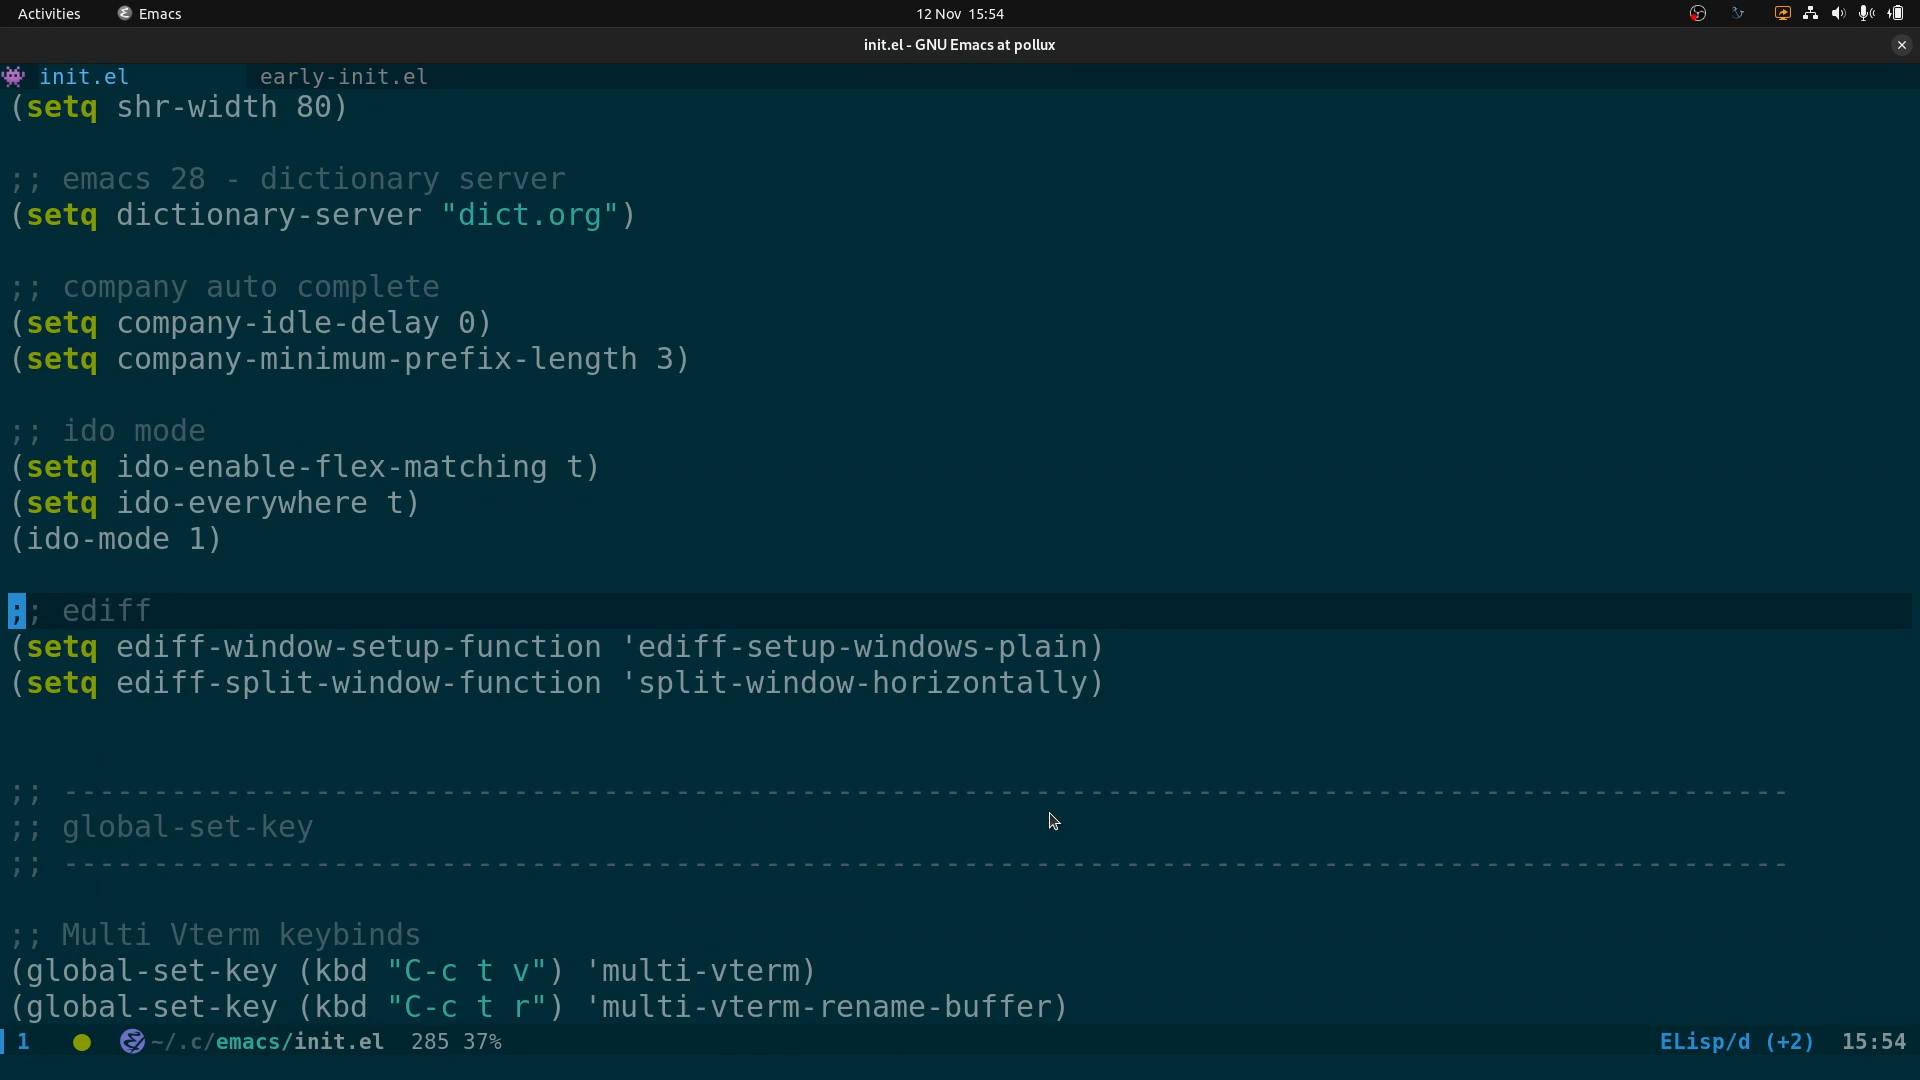 Activities Emacs 12 Nov 15:54
init.el - GNU Emacs at pollux
init.el early-init.el
(setq shr-width 80)
;; emacs 28 - dictionary server
(setq dictionary-server "dict.org")
;; company auto complete
(setq company-idle-delay 0)
(setq company-minimum-prefix-length 3)
;; ido mode
(setq ido-enable-flex-matching t)
(setq ido-everywhere t)
(ido-mode 1)
;; ediff
(setq ediff-window-setup-function 'ediff-setup-windows-plain)
(setq ediff-split-window-function 'split-window-horizontally)
;; ------------------------------------------------------------------------------------------------
;; global-set-key
;; ------------------------------------------------------------------------------------------------
;; Multi Vterm keybinds
(global-set-key (kbd "C-c t v") 'multi-vterm)
(global-set-key (kbd "C-c t r") 'multi-vterm-rename-buffer)
1 ~/.c/emacs/init.el 285 37% ELisp/d (+2) 15:54